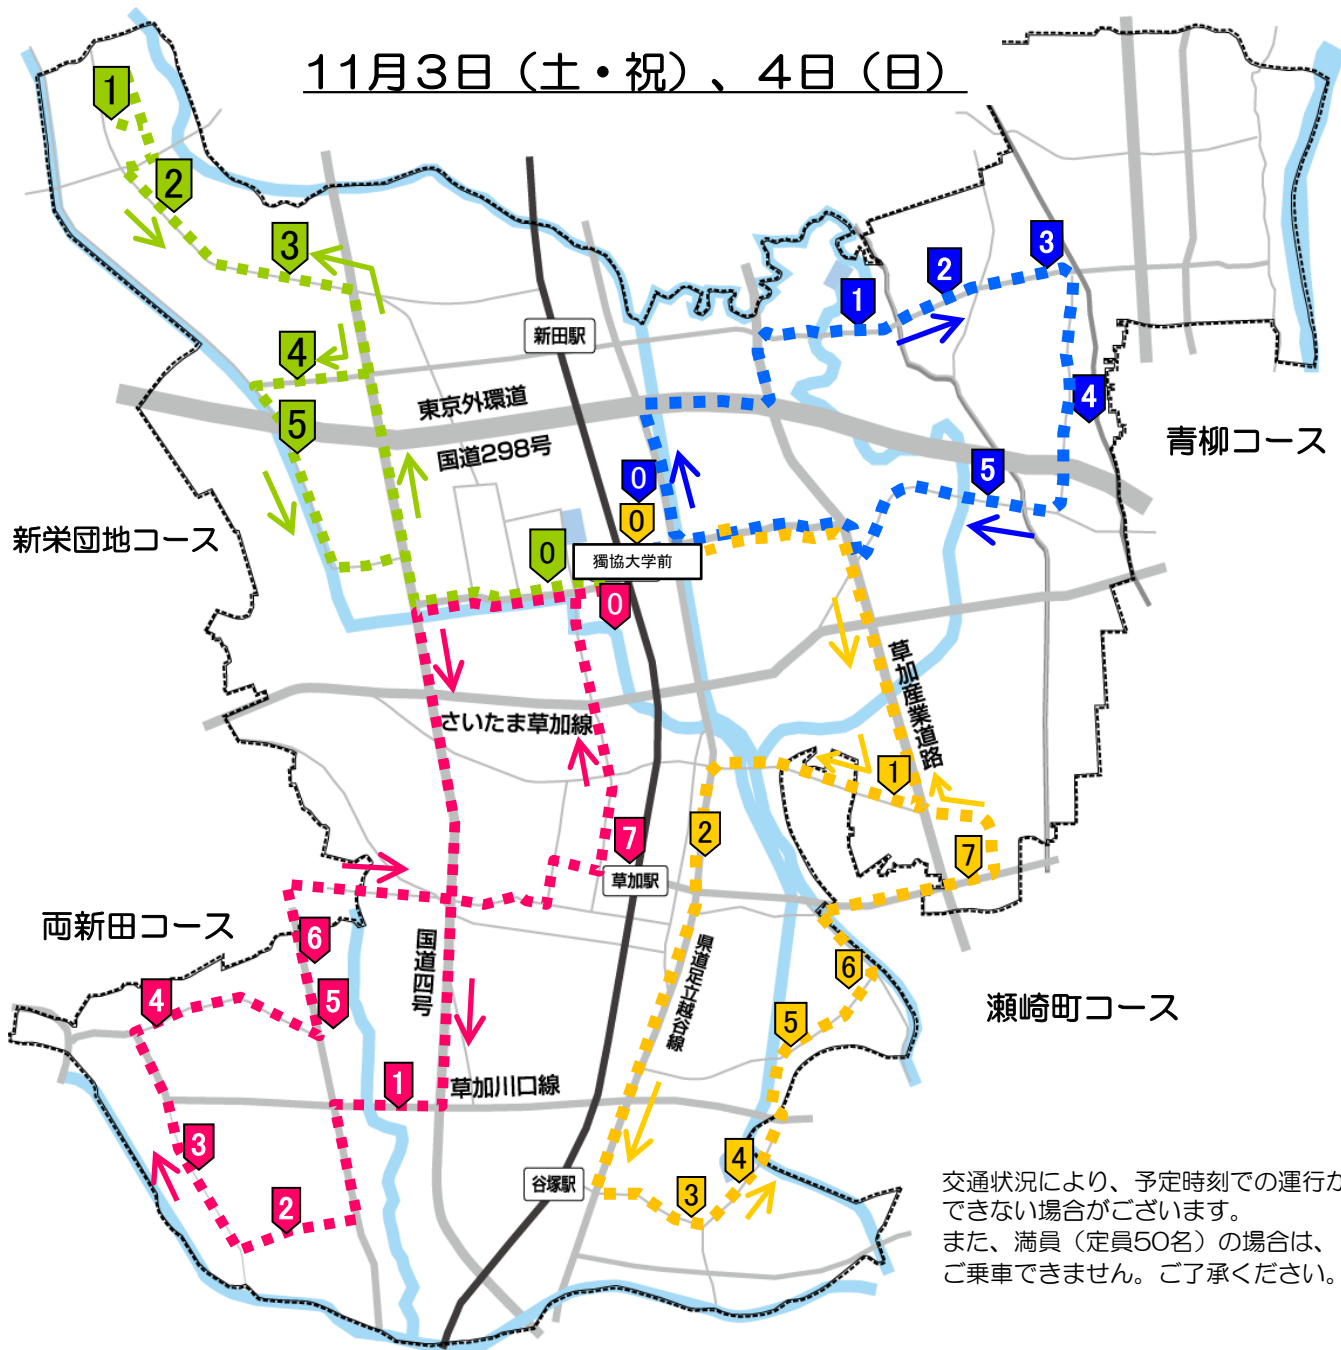 11月3日（土・祝）、4日（日）
1
2
3
4
5
0
新田駅
東京外環道
国道298号
1
2
3
4
5
0
青柳コース
新栄団地コース
0
獨協大学前
0
さいたま草加線
草加産業道路
1
2
7
7
草加駅
両新田コース
6
5
4
国道四号
県道足立越谷線
6
5
瀬崎町コース
1
草加川口線
3
2
谷塚駅
3
4
交通状況により、予定時刻での運行が
できない場合がございます。
また、満員（定員50名）の場合は、
ご乗車できません。ご了承ください。